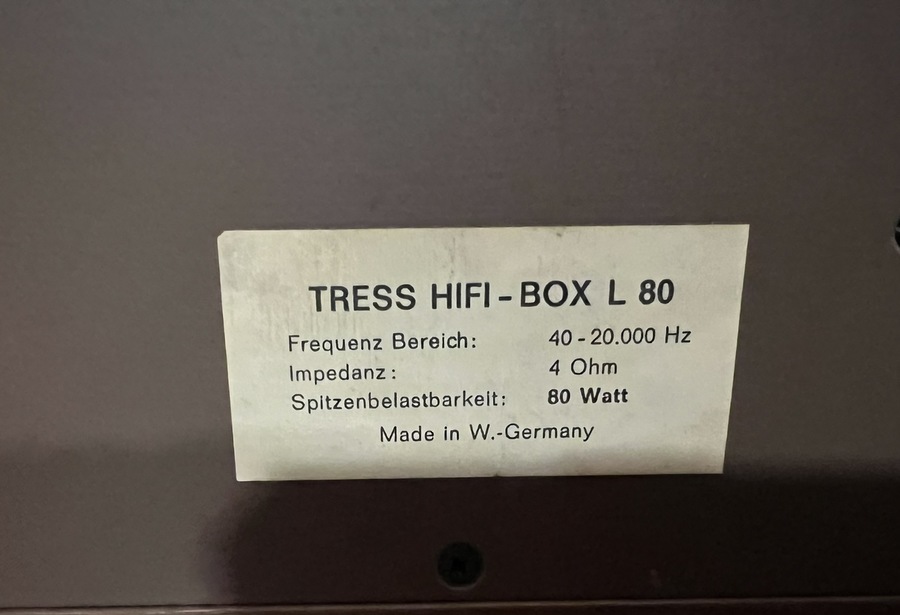 TRESS HIFI-BOX L 80
Frequenz Bereich: 40-20.000 Hz
Impedanz: 4 Ohm
Spitzenbelastbarkeit: 80 Watt
Made in W.-Germany